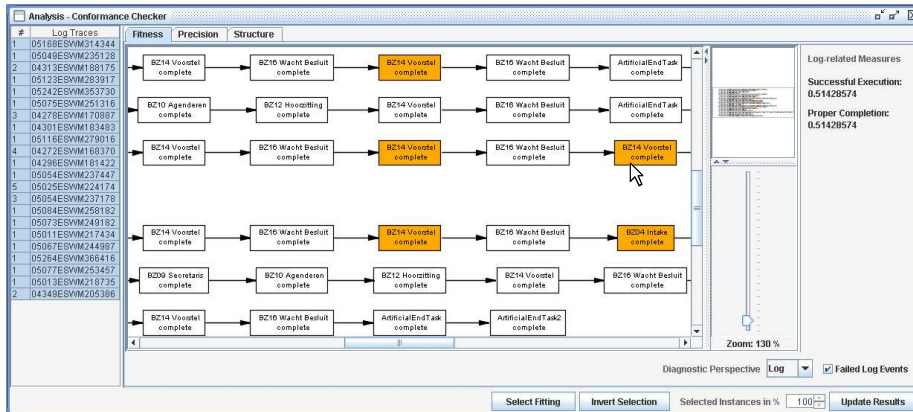 Analysis - Conformance Checker
# Log Traces
1 05168ESWM314344
1 05049ESWM235128
2 04313ESWM188175
1 05123ESWM283917
1 05242ESWM353730
1 05075ESWM251316
3 04278ESWM170887
1 04301ESWM183483
1 05116ESWM279016
4 04272ESWM168370
1 04296ESWM181422
1 05054ESWM237447
5 05025ESWM224174
3 05054ESWM237178
1 05084ESWM258182
1 05073ESWM249182
1 05011ESWM217434
1 05067ESWM244987
1 05264ESWM366416
1 05077ESWM253457
1 05013ESWM218735
2 04349ESWM205386
Fitness Precision Structure
BZ14 Voorstel BZ16 Wacht Besluit BZ14 Voorstel BZ16 Wacht Besluit ArtificialEndTask
complete complete complete complete complete
BZ10 Agenderen BZ12 Hoorzitting BZ14 Voorstel BZ16 Wacht Besluit ArtificialEndTask
complete complete complete complete complete
BZ14 Voorstel BZ16 Wacht Besluit BZ14 Voorstel BZ16 Wacht Besluit BZ14 Voorstel
complete complete complete complete complete
BZ14 Voorstel BZ16 Wacht Besluit BZ14 Voorstel BZ16 Wacht Besluit BZ04 Intake
complete complete complete complete complete
BZ09 Secretaris BZ10 Agenderen BZ12 Hoorzitting BZ14 Voorstel BZ16 Wacht Besluit
complete complete complete complete complete
BZ14 Voorstel BZ16 Wacht Besluit ArtificialEndTask ArtificialEndTask2
complete complete complete complete
Zoom: 130 %
Log-related Measures
Successful Execution:
0.51428574
Proper Completion:
0.51428574
Diagnostic Perspective Log Failed Log Events
Select Fitting Invert Selection Selected Instances in % 100 Update Results